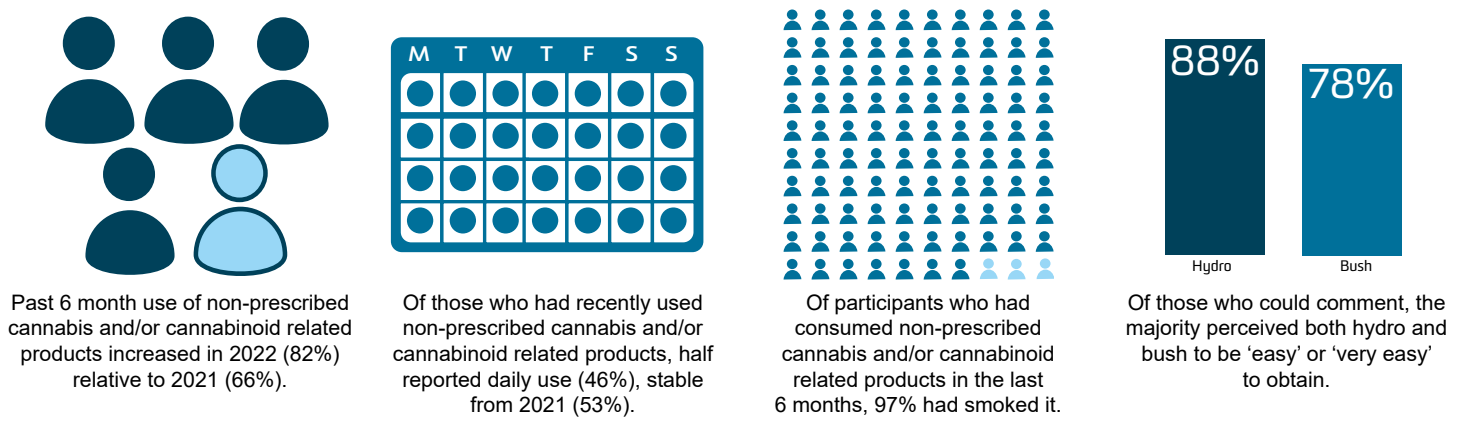 M T W T F S S
88%
78%
Hydro
Bush
Past 6 month use of non-prescribed
cannabis and/or cannabinoid related
products increased in 2022 (82%)
relative to 2021 (66%).
Of those who had recently used
non-prescribed cannabis and/or
cannabinoid related products, half
reported daily use (46%), stable
from 2021 (53%).
Of participants who had
consumed non-prescribed
cannabis and/or cannabinoid
related products in the last
6 months, 97% had smoked it.
Of those who could comment, the
majority perceived both hydro and
bush to be ‘easy’ or ‘very easy’
to obtain.